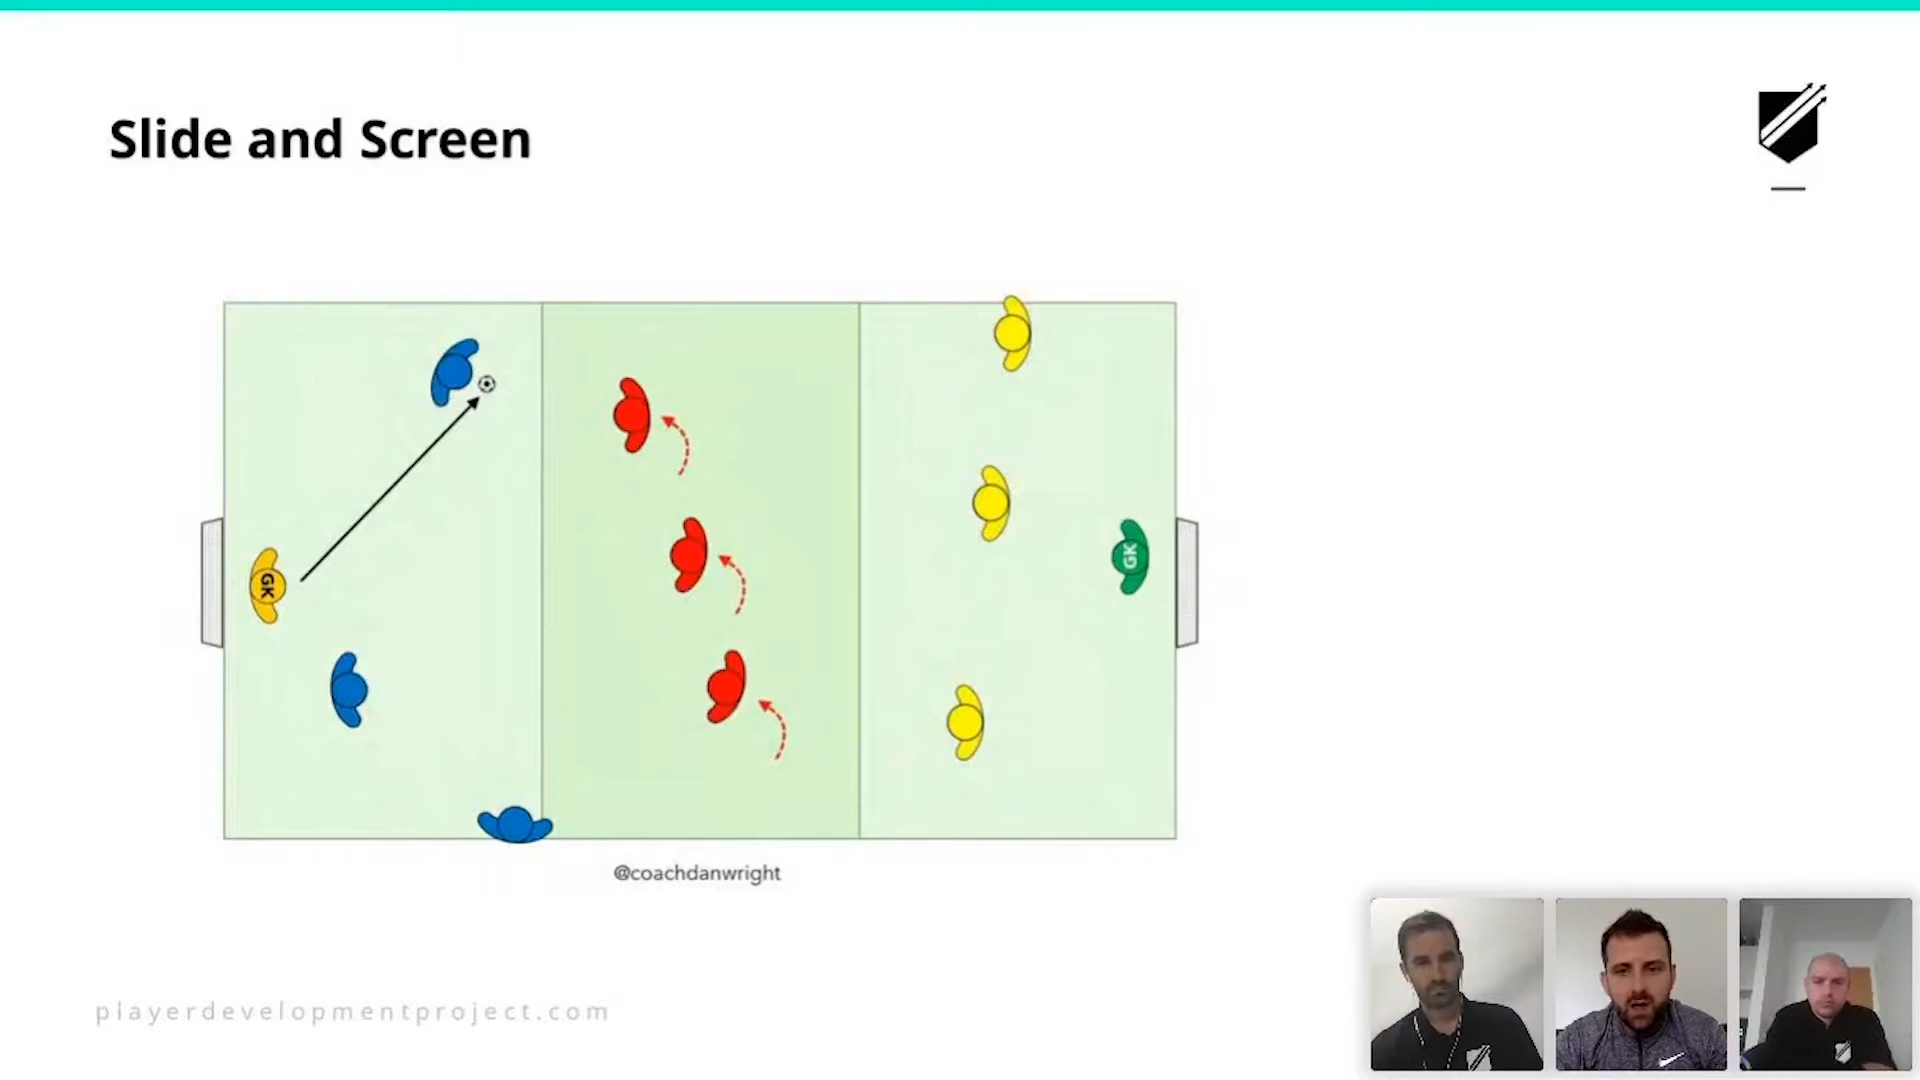 Slide and Screen
GK
GK
@coachdanwright
playerdevelopmentproject.com